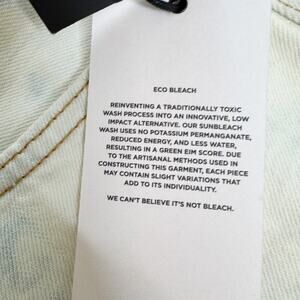 ECO BLEACH
REINVENTING A TRADITIONALLY TOXIC
WASH PROCESS INTO AN INNOVATIVE, LOW
IMPACT ALTERNATIVE. OUR SUNBLEACH
WASH USES NO POTASSIUM PERMANGANATE,
REDUCED ENERGY, AND LESS WATER,
RESULTING IN A GREEN EIM SCORE. DUE
TO THE ARTISANAL METHODS USED IN
CONSTRUCTING THIS GARMENT, EACH PIECE
MAY CONTAIN SLIGHT VARIATIONS THAT
ADD TO ITS INDIVIDUALITY.
WE CAN'T BELIEVE IT'S NOT BLEACH.